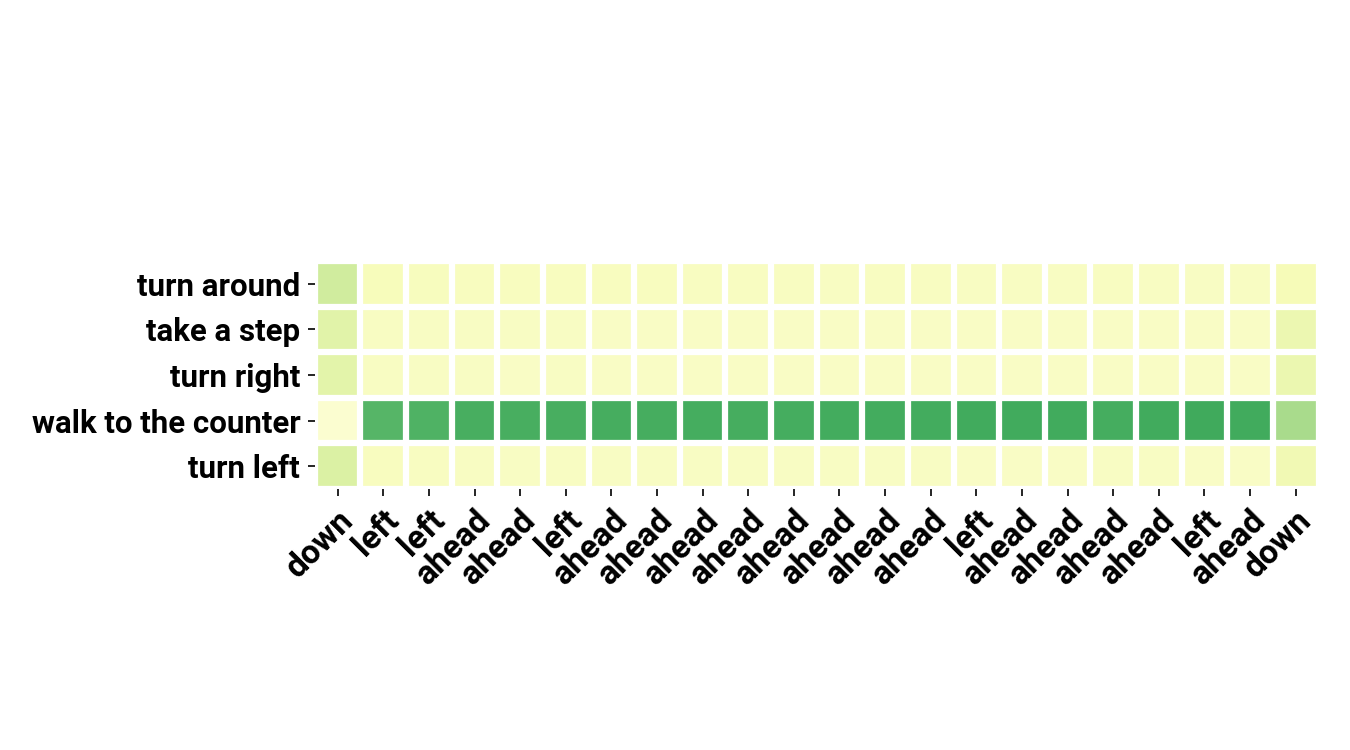 turn around
take a step
turn right
walk to the counter
turn left
down
left
left
ahead
ahead
left
ahead
ahead
ahead
ahead
ahead
ahead
ahead
ahead
left
ahead
ahead
ahead
ahead
left
ahead
down